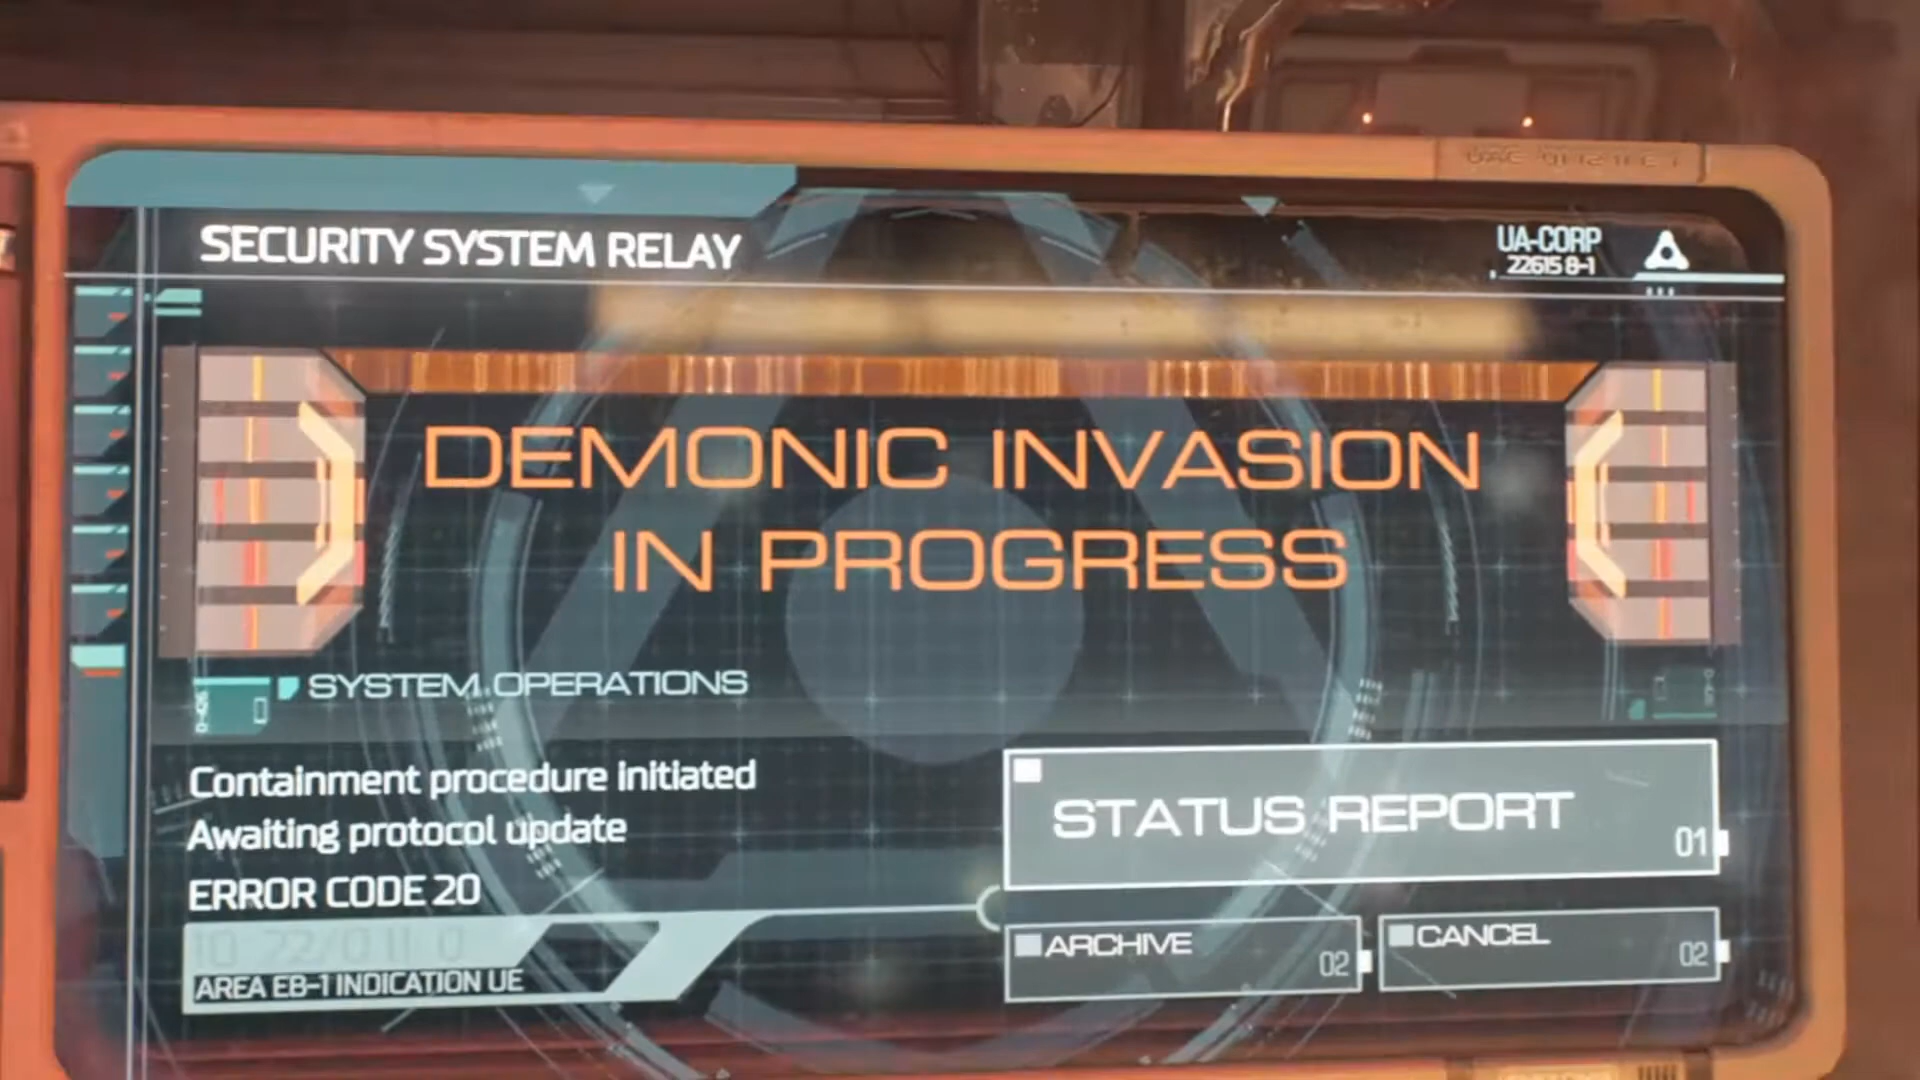 SECURITY SYSTEM RELAY
UA-CORP
22615 8-1
DEMONIC INVASION
IN PROGRESS
SYSTEM OPERATIONS
Containment procedure initiated
Awaiting protocol update
ERROR CODE 20
AREA EB-1 INDICATION UE
STATUS REPORT
01
ARCHIVE
02
CANCEL
02